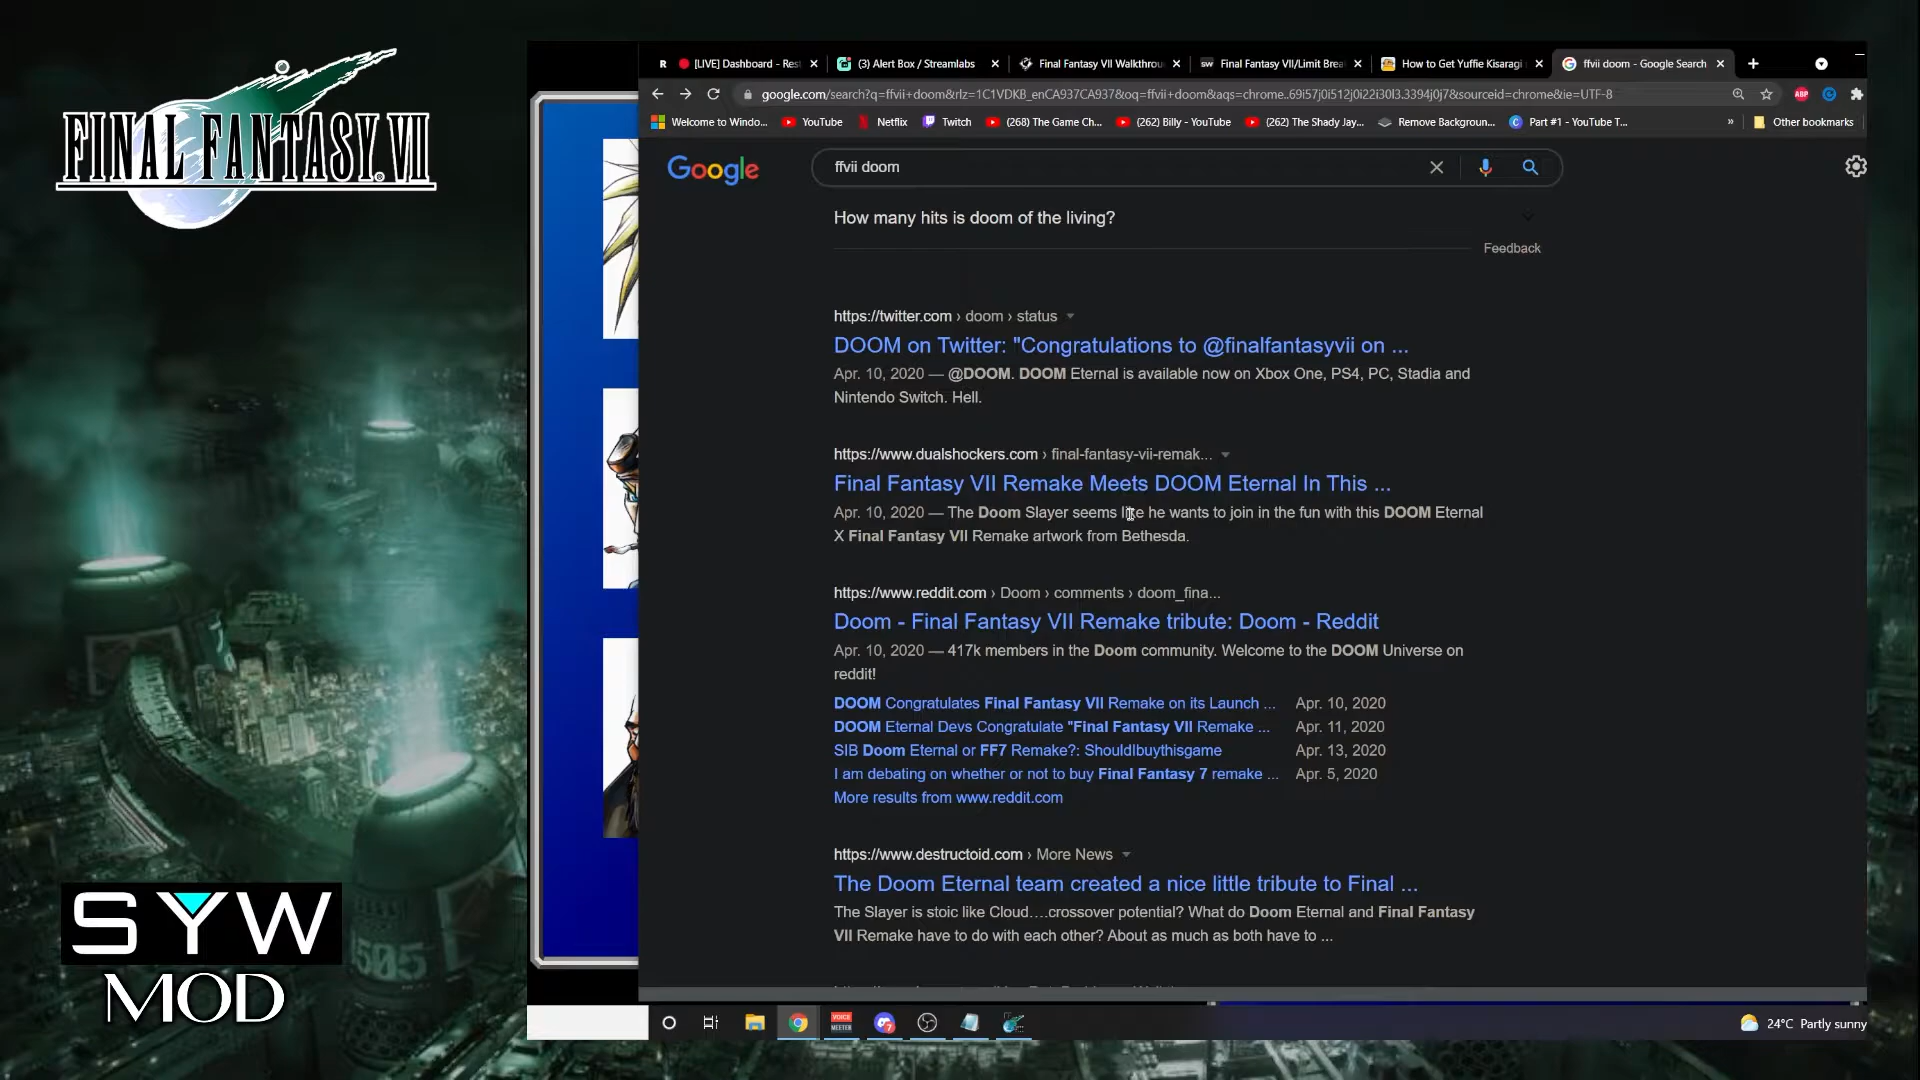 FINAL FANTASY VII
SYW
MOD
505
R [LIVE] Dashboard - Rest
(3) Alert Box / Streamlabs
Final Fantasy VII Walkthrou
SW Final Fantasy VII/Limit Brea
How to Get Yuffie Kisaragi
ffvii doom - Google Search
google.com/search?q=ffvii+doom&rlz=1C1VDKB_enCA937CA937&oq=ffvii+doom&aqs=chrome..69i57j0i512j0i22i30l3.3394j0j7&sourceid=chrome&ie=UTF-8
ABP
Welcome to Windo...
YouTube
Netflix
Twitch
(268) The Game Ch...
(262) Billy - YouTube
(262) The Shady Jay...
Remove Backgroun...
Part #1 - YouTube T...
»
Other bookmarks
Google
ffvii doom
How many hits is doom of the living?
Feedback
https://twitter.com › doom › status
DOOM on Twitter: "Congratulations to @finalfantasyvii on ...
Apr. 10, 2020 — @DOOM. DOOM Eternal is available now on Xbox One, PS4, PC, Stadia and
Nintendo Switch. Hell.
https://www.dualshockers.com › final-fantasy-vii-remak...
Final Fantasy VII Remake Meets DOOM Eternal In This ...
Apr. 10, 2020 — The Doom Slayer seems like he wants to join in the fun with this DOOM Eternal
X Final Fantasy VII Remake artwork from Bethesda.
https://www.reddit.com › Doom › comments › doom_fina...
Doom - Final Fantasy VII Remake tribute: Doom - Reddit
Apr. 10, 2020 — 417k members in the Doom community. Welcome to the DOOM Universe on
reddit!
DOOM Congratulates Final Fantasy VII Remake on its Launch ... Apr. 10, 2020
DOOM Eternal Devs Congratulate "Final Fantasy VII Remake ... Apr. 11, 2020
SIB Doom Eternal or FF7 Remake?: ShouldIbuythisgame Apr. 13, 2020
I am debating on whether or not to buy Final Fantasy 7 remake ... Apr. 5, 2020
More results from www.reddit.com
https://www.destructoid.com › More News
The Doom Eternal team created a nice little tribute to Final ...
The Slayer is stoic like Cloud….crossover potential? What do Doom Eternal and Final Fantasy
VII Remake have to do with each other? About as much as both have to ...
VOICE
MEETER
7
24°C Partly sunny